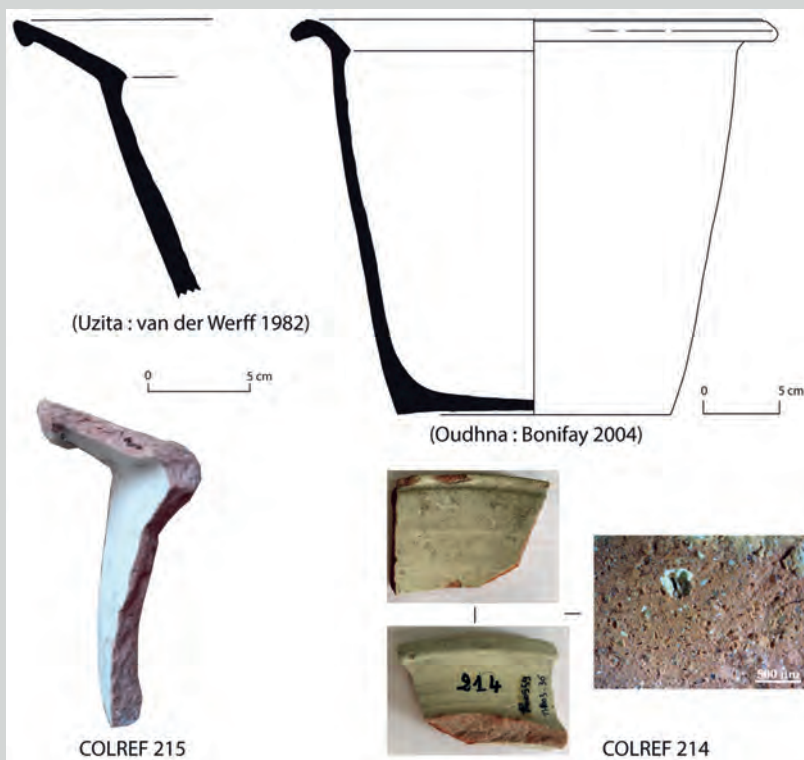 (Uzita : van der Werff 1982)
0 5 cm
(Oudhna : Bonifay 2004)
0 5 cm
214
500 µm
COLREF 215
COLREF 214